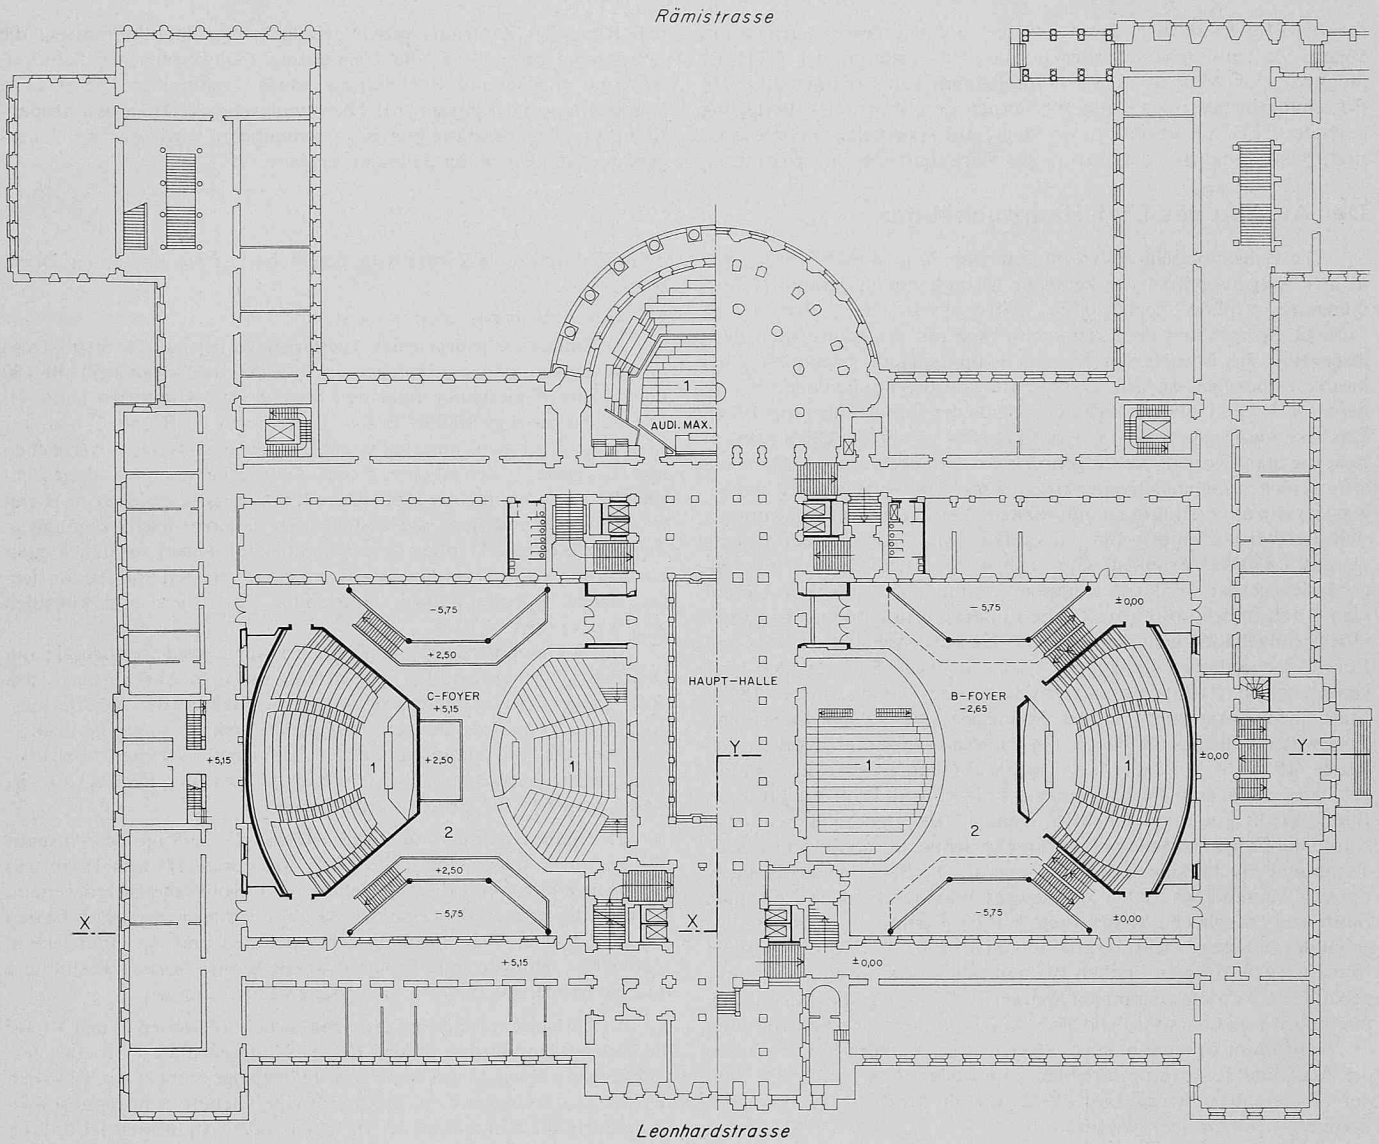 Rämistrasse
1
AUDI. MAX.
-5,75
+2,50
-5,75
±0,00
C-FOYER
+5,15
HAUPT-HALLE
B-FOYER
-2,65
Y
Y
+5,15
1
+2,50
1
1
1
±0,00
2
2
+2,50
-5,75
-5,75
±0,00
X
X
+5,15
±0,00
Leonhardstrasse